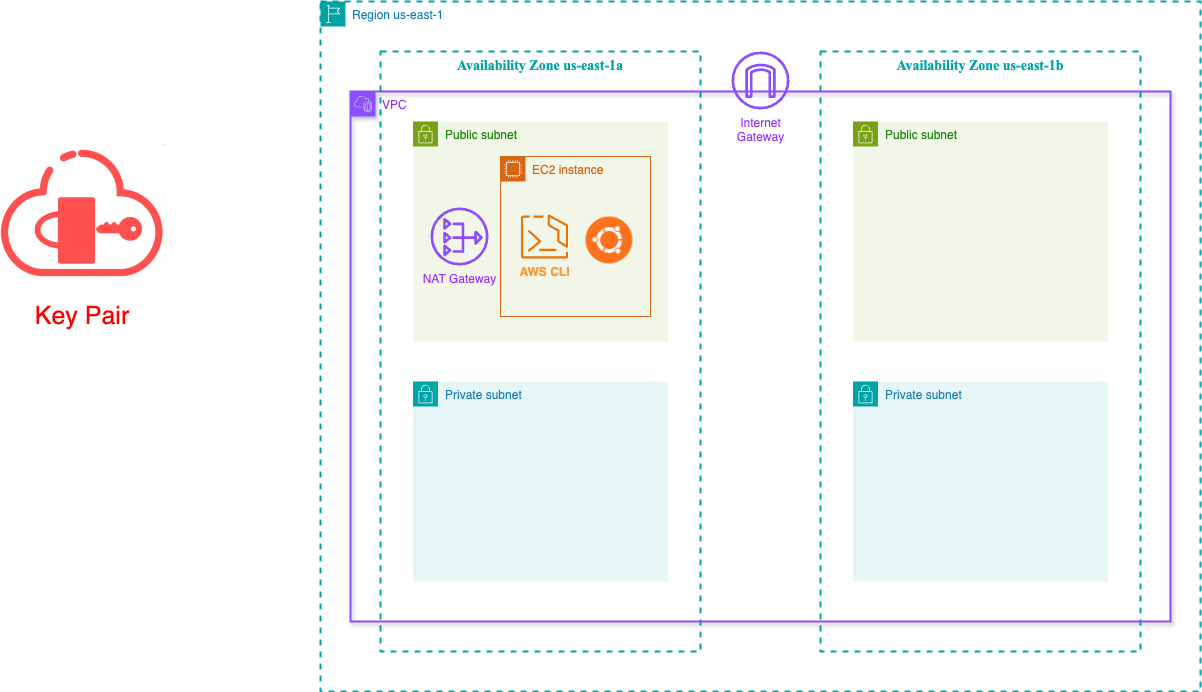 Region us-east-1
Availability Zone us-east-1a
Availability Zone us-east-1b
VPC
Internet
Gateway
Public subnet
Public subnet
EC2 instance
NAT Gateway
AWS CLI
Key Pair
Private subnet
Private subnet